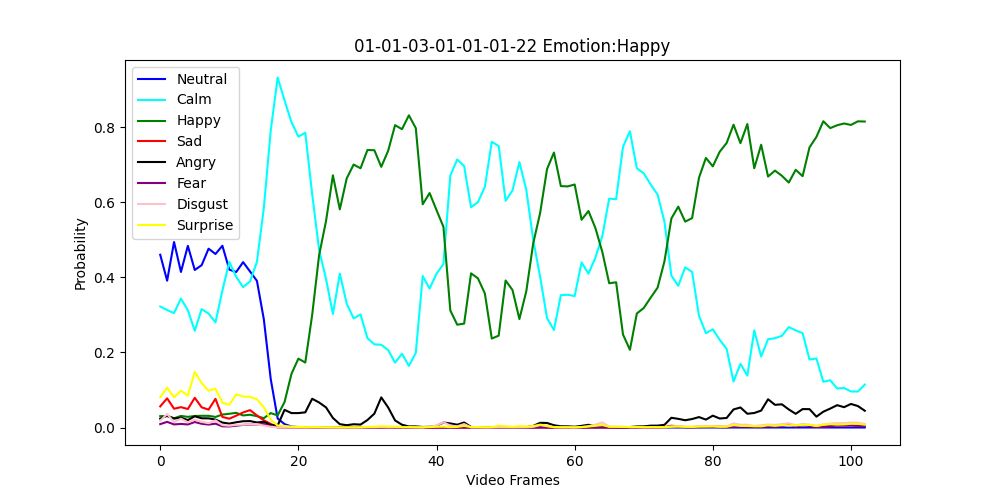 01-01-03-01-01-01-22 Emotion:Happy
Neutral
Calm
Happy
Sad
Angry
Fear
Disgust
Surprise
Probability
0.8
0.6
0.4
0.2
0.0
0 20 40 60 80 100
Video Frames